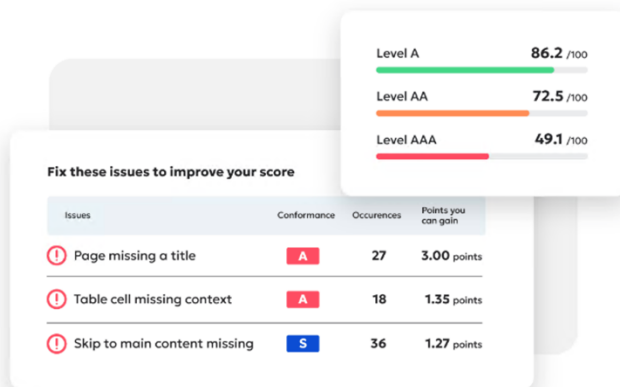 Level A 86.2 /100
Level AA 72.5 /100
Level AAA 49.1 /100
Fix these issues to improve your score
Issues Conformance Occurences Points you can gain
Page missing a title A 27 3.00 points
Table cell missing context A 18 1.35 points
Skip to main content missing S 36 1.27 points